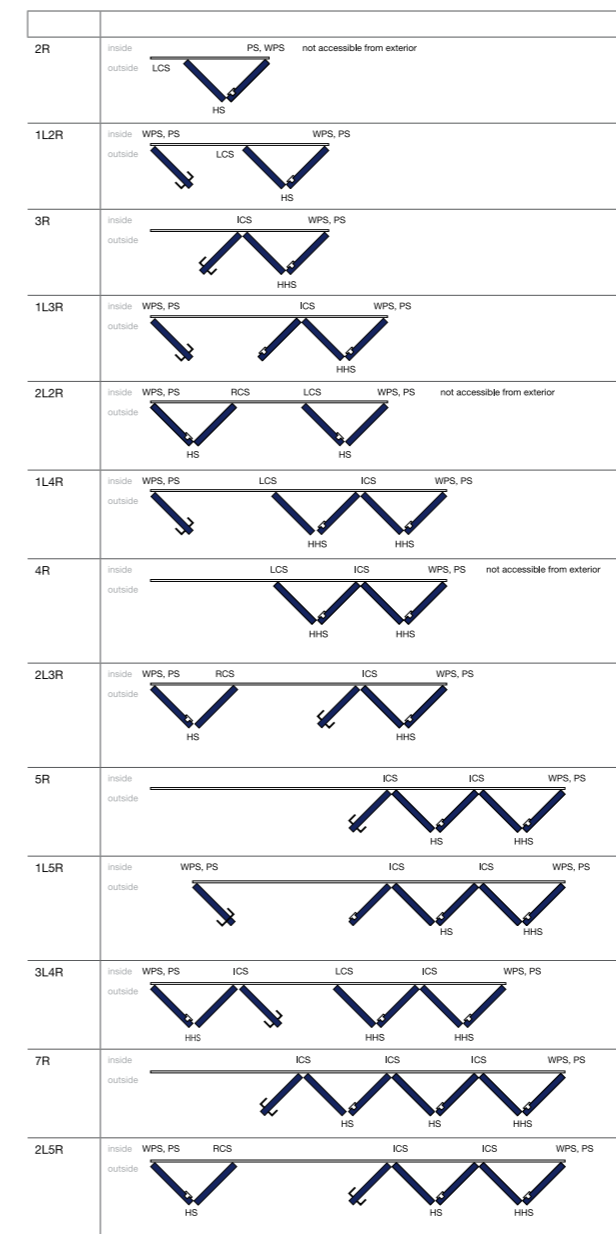 2R inside PS, WPS not accessible from exterior
outside LCS
HS
1L2R inside WPS, PS WPS, PS
outside LCS
HS
3R inside ICS WPS, PS
outside
HHS
1L3R inside WPS, PS ICS WPS, PS
outside
HHS
2L2R inside WPS, PS RCS LCS WPS, PS not accessible from exterior
outside
HS HS
1L4R inside WPS, PS LCS ICS WPS, PS
outside
HHS HHS
4R inside LCS ICS WPS, PS not accessible from exterior
outside
HHS HHS
2L3R inside WPS, PS RCS ICS WPS, PS
outside
HS HHS
5R inside ICS ICS WPS, PS
outside
HS HHS
1L5R inside WPS, PS ICS ICS WPS, PS
outside
HS HHS
3L4R inside WPS, PS ICS LCS ICS WPS, PS
outside
HHS HHS HHS
7R inside ICS ICS ICS WPS, PS
outside
HS HS HHS
2L5R inside WPS, PS RCS ICS ICS WPS, PS
outside
HS HS HHS